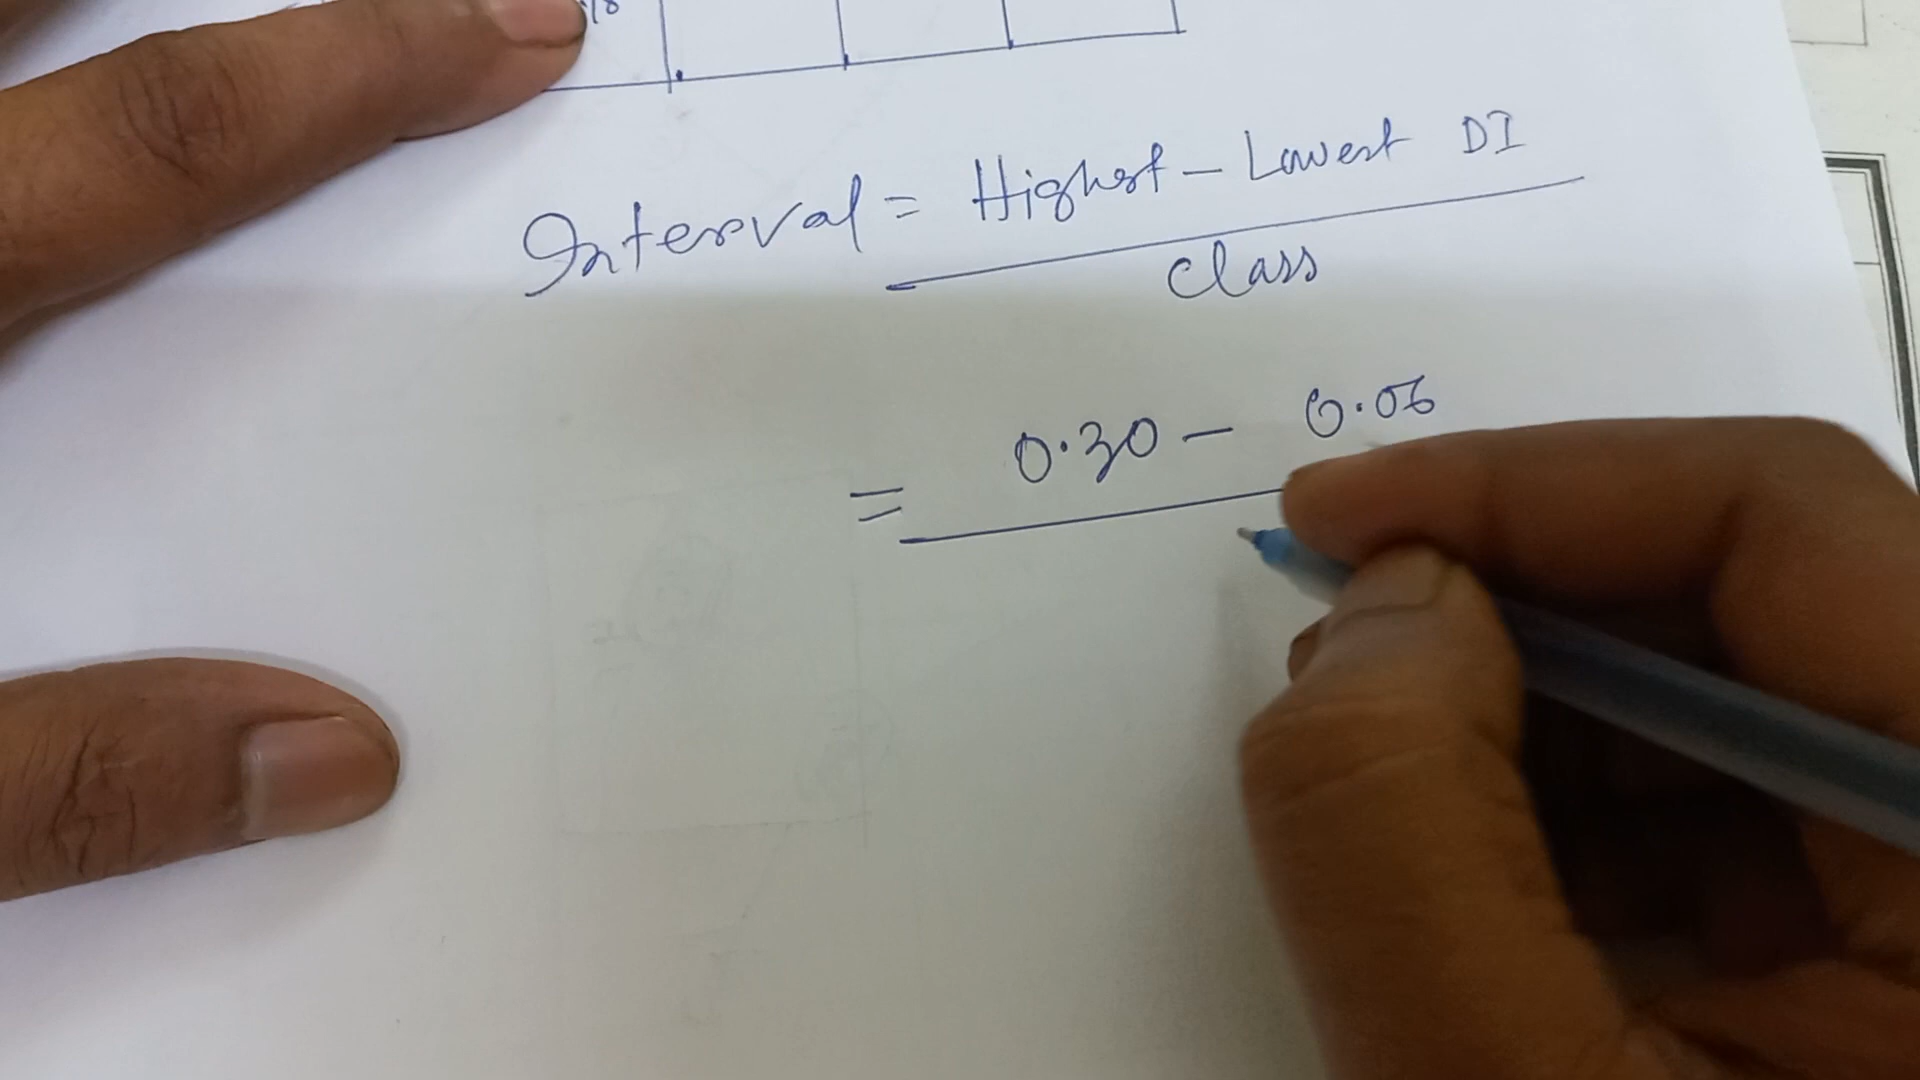 Interval = Highest - Lowest DI
Class
= 0.30 - 0.06